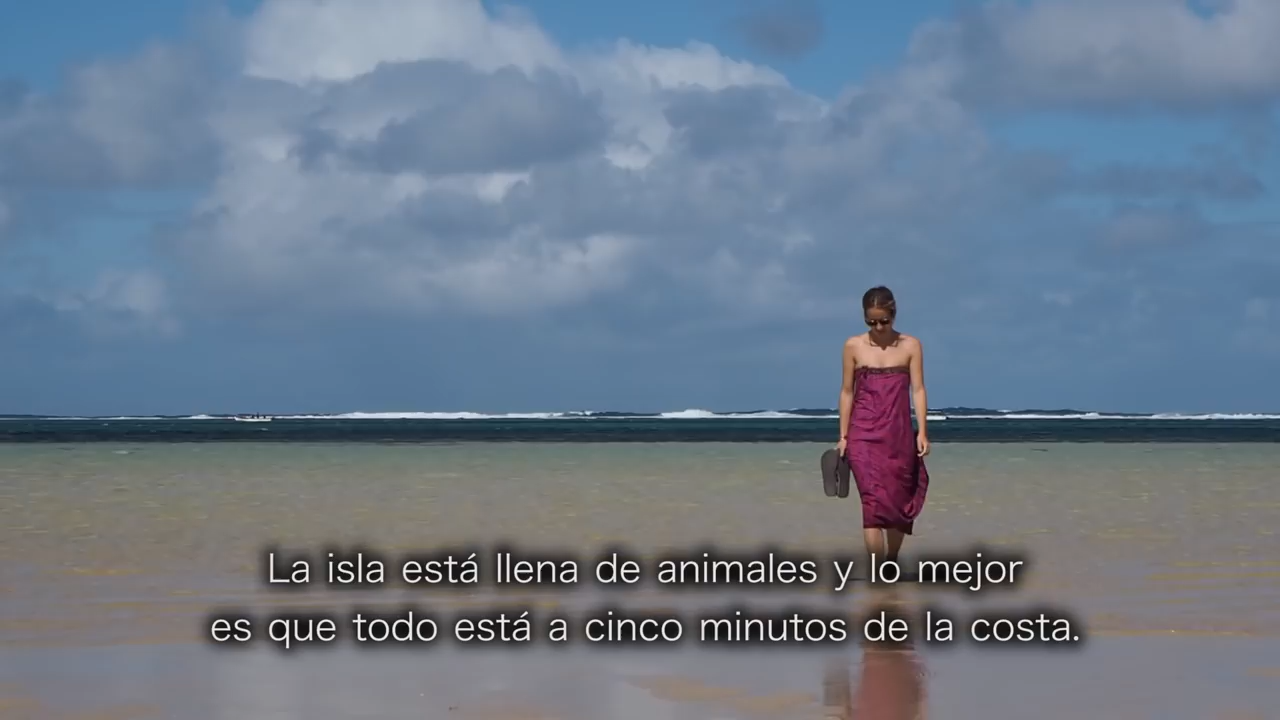 La isla está llena de animales y lo mejor
es que todo está a cinco minutos de la costa.